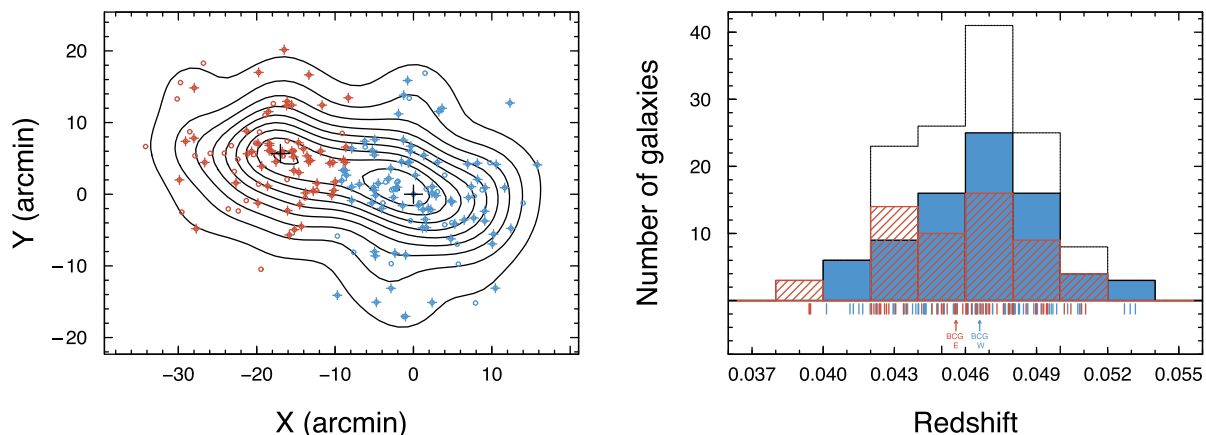 20
10
0
−10
−20
Y (arcmin)
−30
−20
−10
0
10
X (arcmin)
40
30
20
10
Number of galaxies
BCG
E
BCG
W
0.037
0.040
0.043
0.046
0.049
0.052
0.055
Redshift